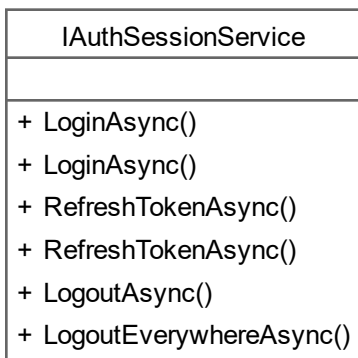 IAuthSessionService
+ LoginAsync()
+ LoginAsync()
+ RefreshTokenAsync()
+ RefreshTokenAsync()
+ LogoutAsync()
+ LogoutEverywhereAsync()